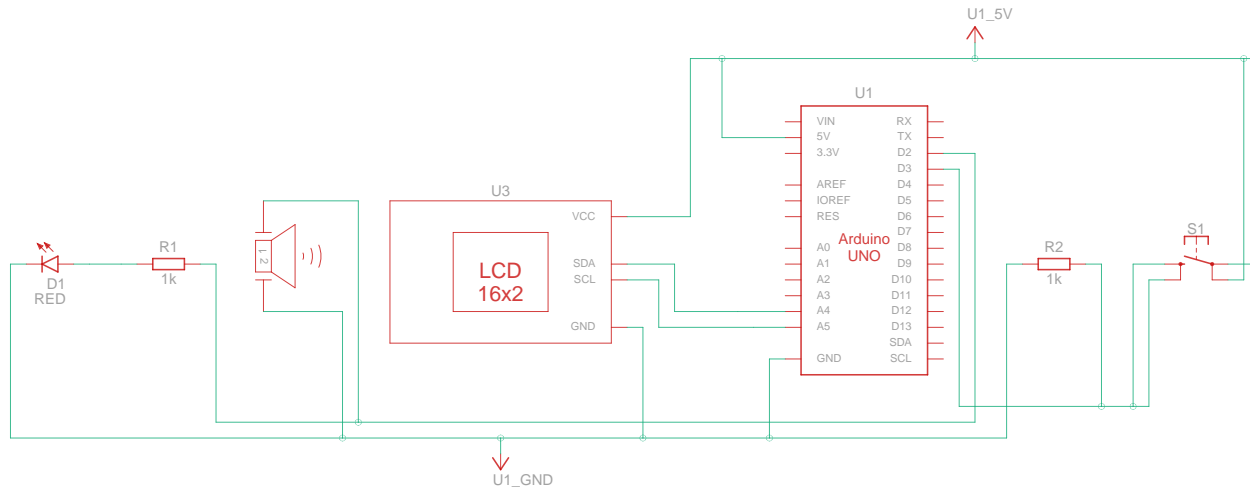 U1_5V
U1
VIN
5V
3.3V
AREF
IOREF
RES
A0
A1
A2
A3
A4
A5
GND
RX
TX
D2
D3
D4
D5
D6
D7
D8
D9
D10
D11
D12
D13
SDA
SCL
Arduino
UNO
U3
VCC
SDA
SCL
GND
LCD
16x2
D1
RED
R1
1k
1 2
R2
1k
S1
U1_GND